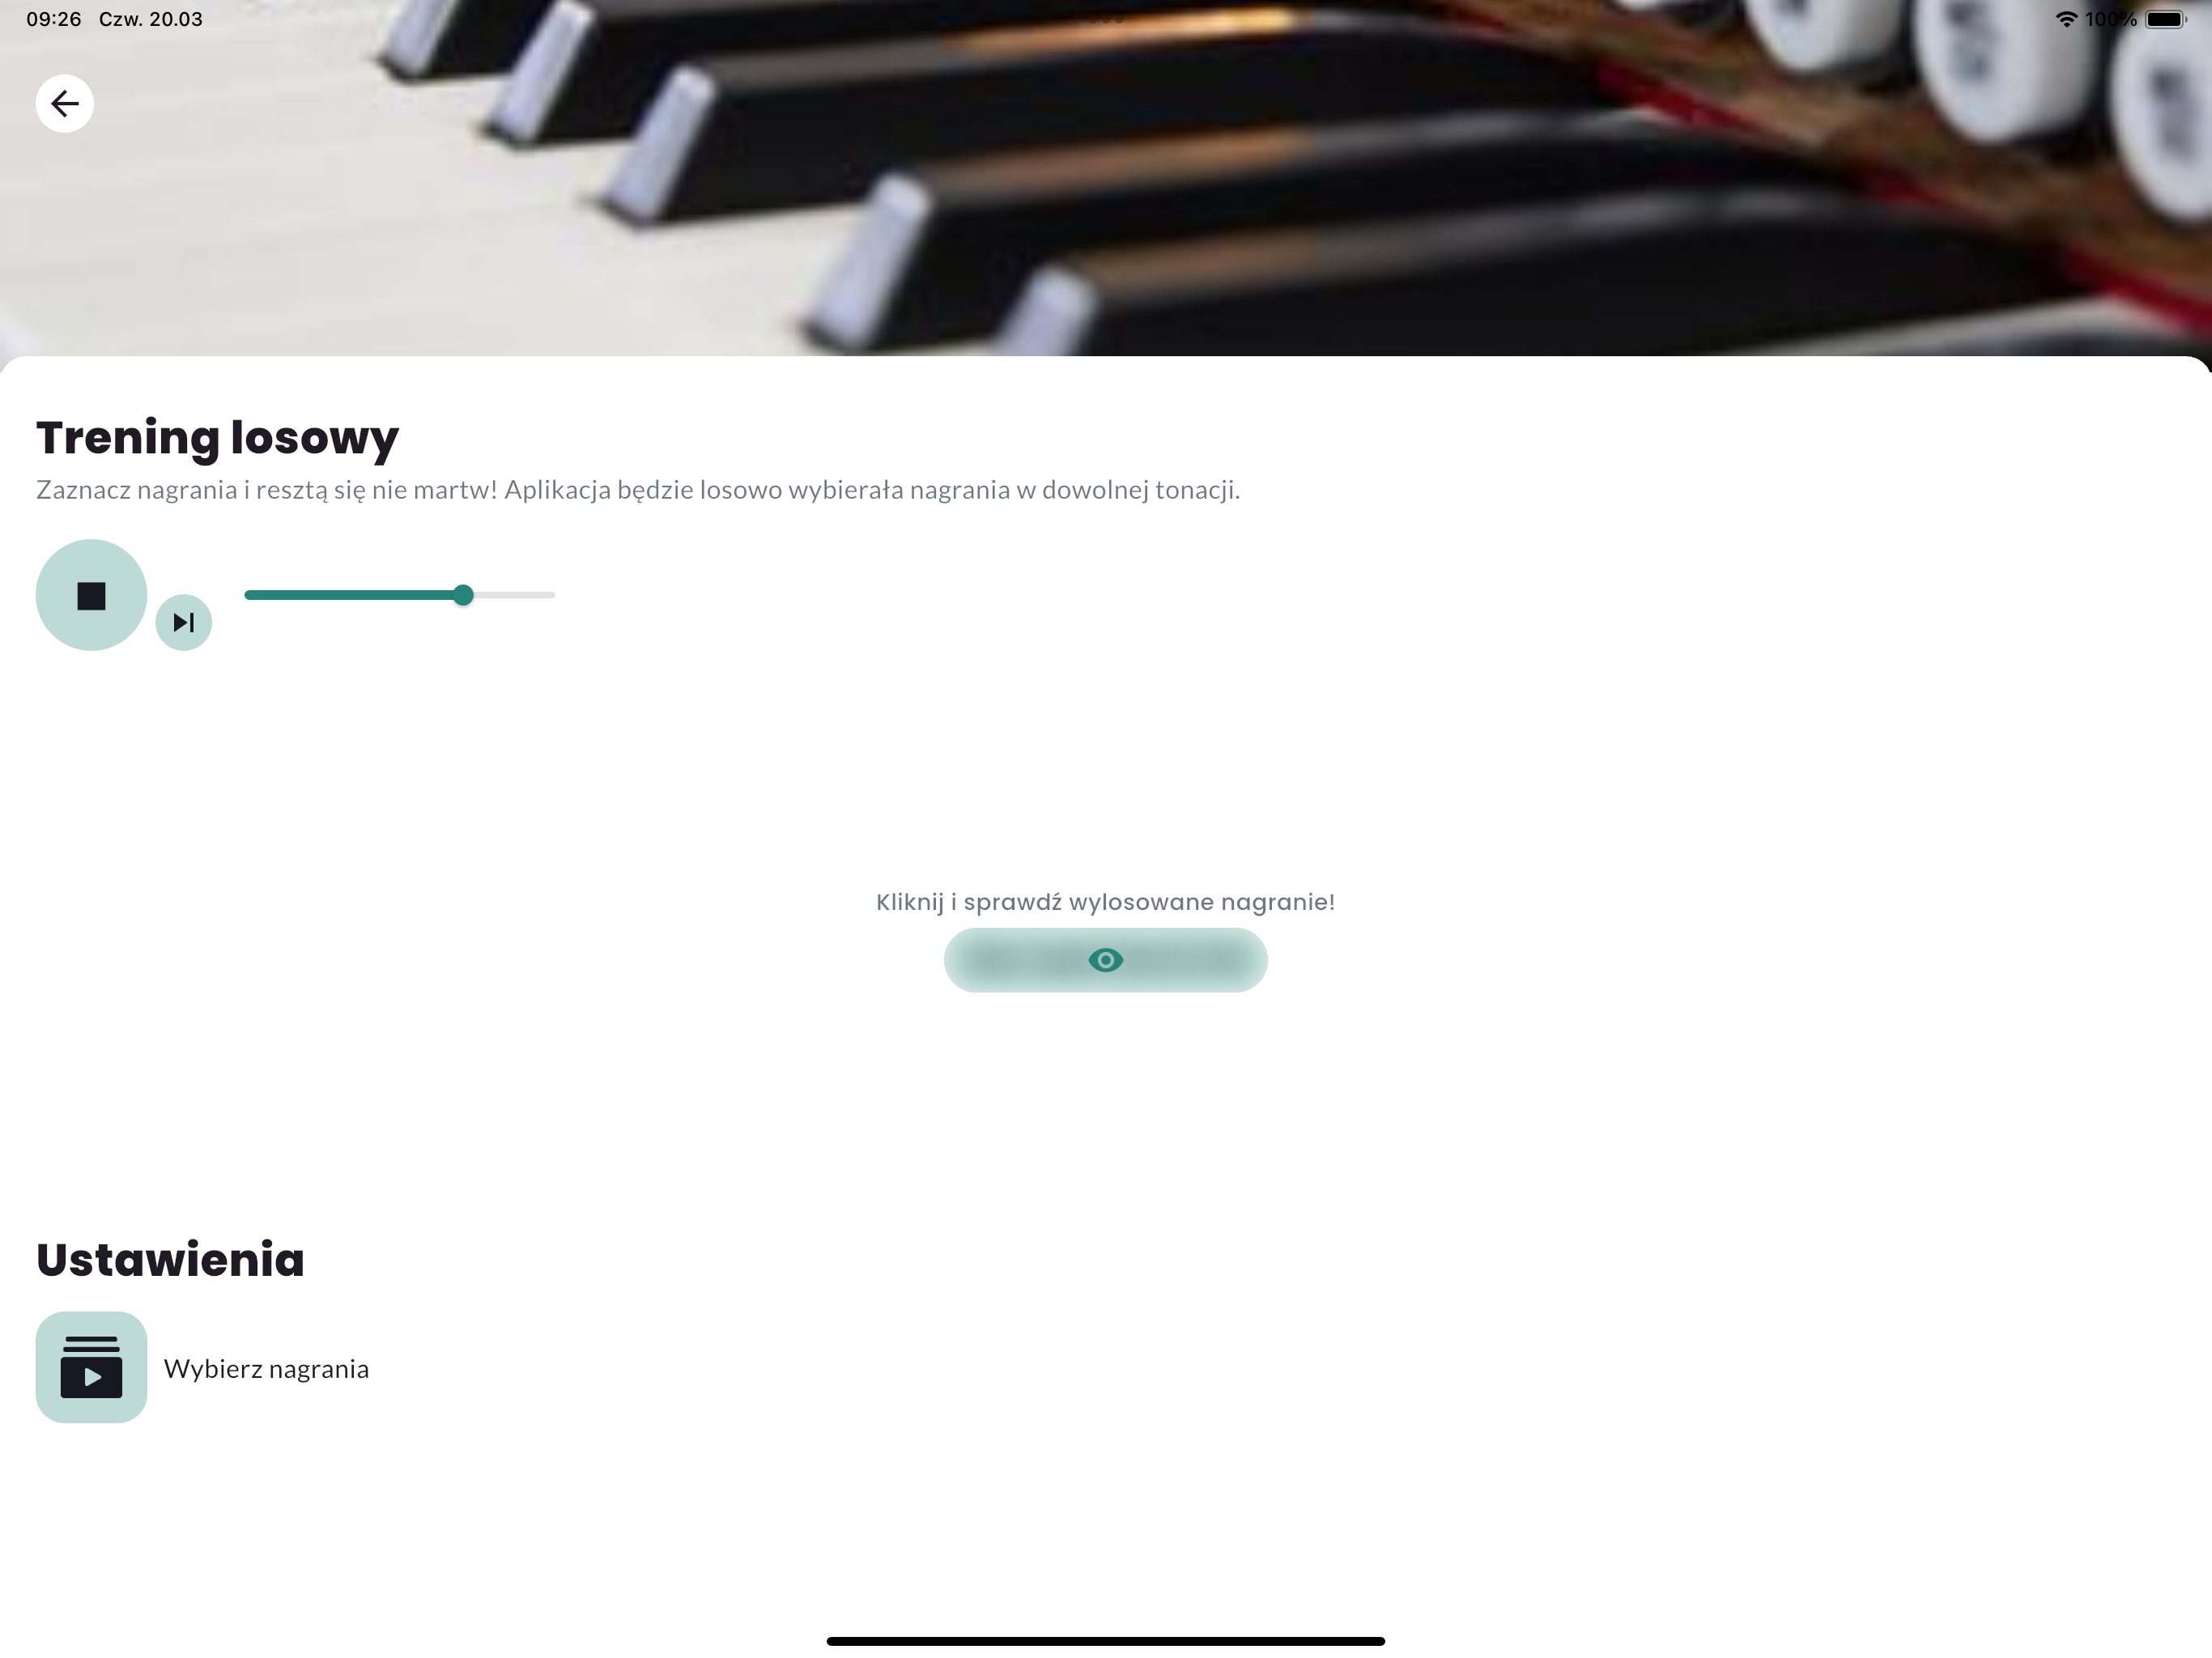 09:26 Czw. 20.03
100%
Trening losowy
Zaznacz nagrania i resztą się nie martw! Aplikacja będzie losowo wybierała nagrania w dowolnej tonacji.
Kliknij i sprawdź wylosowane nagranie!
Ustawienia
Wybierz nagrania